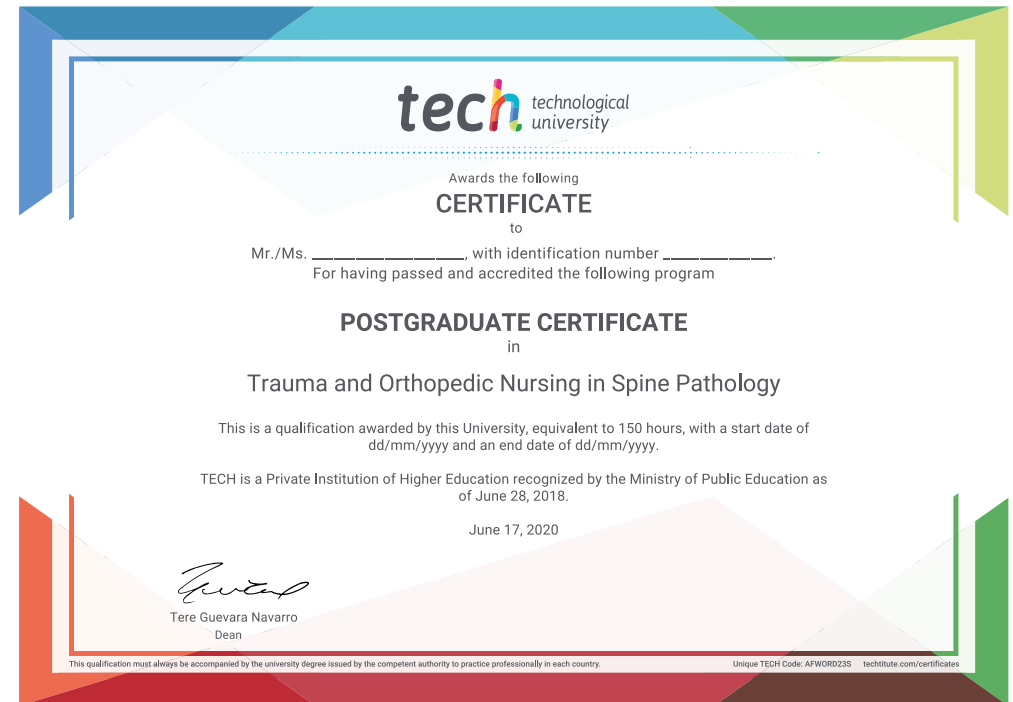 tech technological
university
Awards the following
CERTIFICATE
to
Mr./Ms. ______________, with identification number __________.
For having passed and accredited the following program
POSTGRADUATE CERTIFICATE
in
Trauma and Orthopedic Nursing in Spine Pathology
This is a qualification awarded by this University, equivalent to 150 hours, with a start date of
dd/mm/yyyy and an end date of dd/mm/yyyy.
TECH is a Private Institution of Higher Education recognized by the Ministry of Public Education as
of June 28, 2018.
June 17, 2020
Tere Guevara Navarro
Dean
This qualification must always be accompanied by the university degree issued by the competent authority to practice professionally in each country.
Unique TECH Code: AFWORD23S techtitute.com/certificates